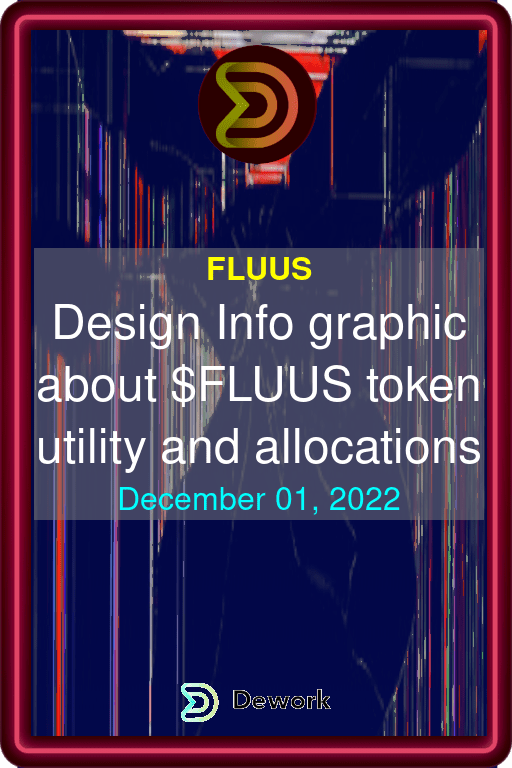 FLUUS
Design Info graphic
about $FLUUS token
utility and allocations
December 01, 2022
Dework